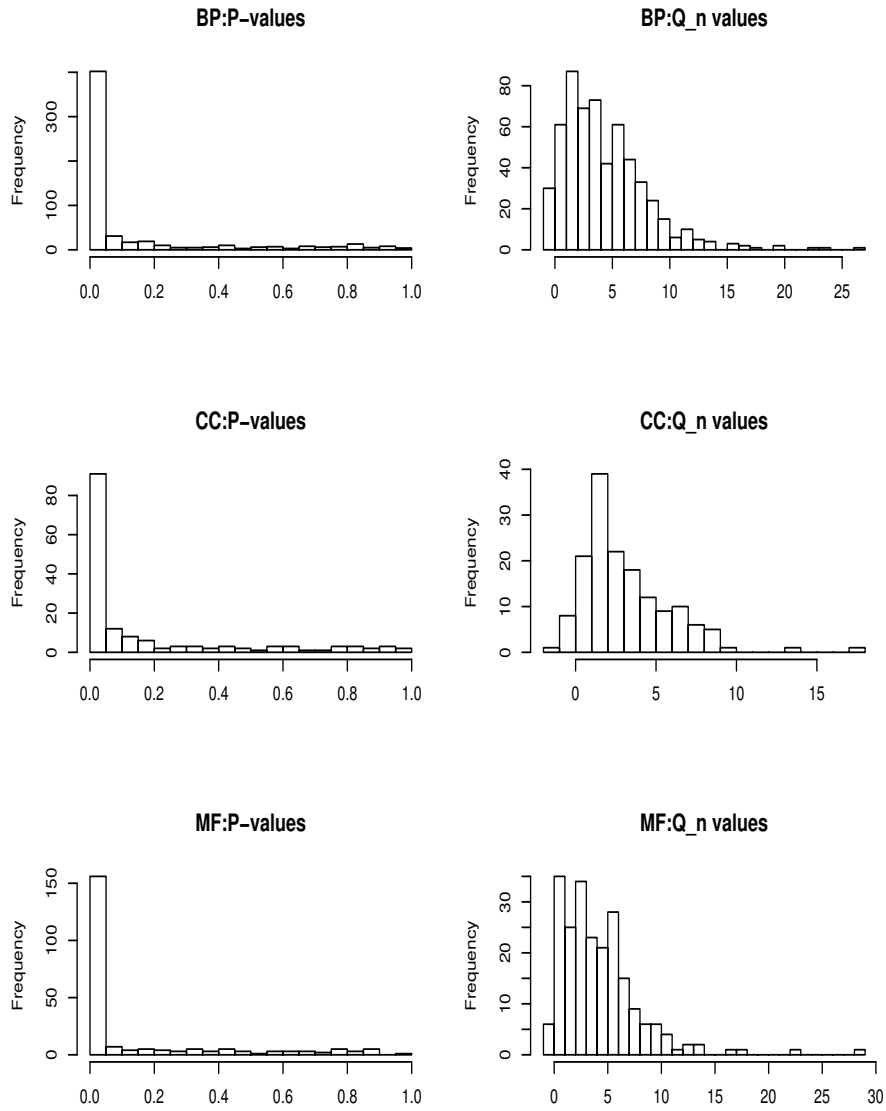 BP:P-values
Frequency
0 100 300
0.0 0.2 0.4 0.6 0.8 1.0
BP:Q_n values
Frequency
0 20 40 60 80
0 5 10 15 20 25
CC:P-values
Frequency
0 20 40 60 80
0.0 0.2 0.4 0.6 0.8 1.0
CC:Q_n values
Frequency
0 10 20 30 40
0 5 10 15
MF:P-values
Frequency
0 50 100 150
0.0 0.2 0.4 0.6 0.8 1.0
MF:Q_n values
Frequency
0 10 20 30
0 5 10 15 20 25 30